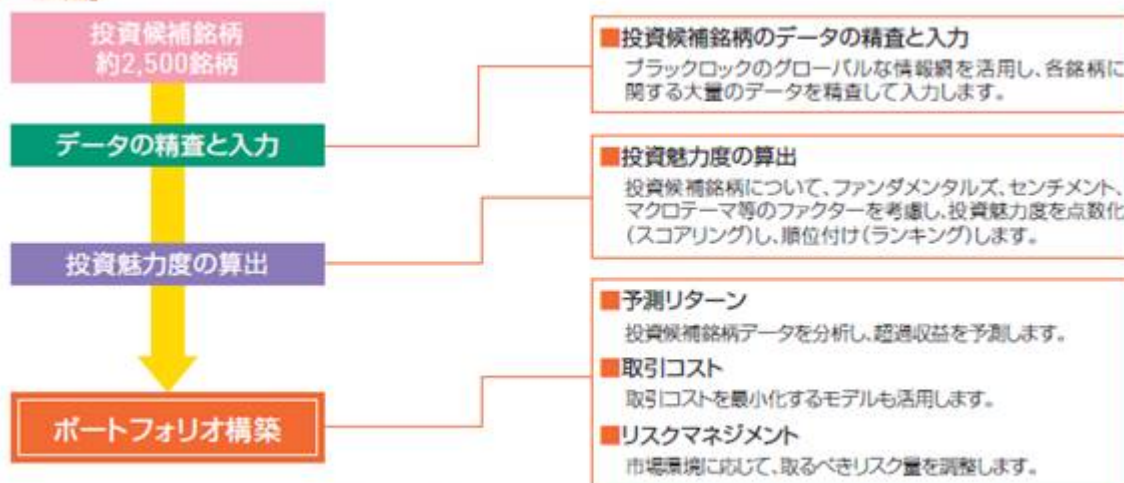 投資候補銘柄
約2,500銘柄
データの精査と入力
投資魅力度の算出
ポートフォリオ構築
■投資候補銘柄のデータの精査と入力
ブラックロックのグローバルな情報網を活用し、各銘柄に
関する大量のデータを精査して入力します。
■投資魅力度の算出
投資候補銘柄について、ファンダメンタルズ、センチメント、
マクロテーマ等のファクターを考慮し、投資魅力度を点数化
(スコアリング)し、順位付け(ランキング)します。
■予測リターン
投資候補銘柄データを分析し、超過収益を予測します。
■取引コスト
取引コストを最小化するモデルも活用します。
■リスクマネジメント
市場環境に応じて、取るべきリスク量を調整します。